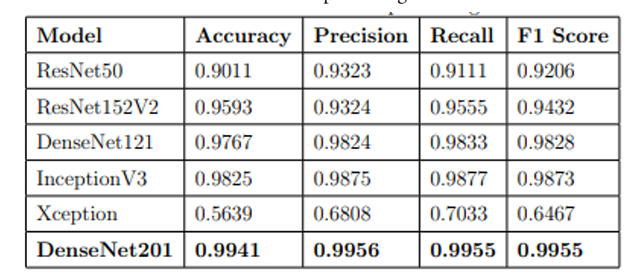 Model Accuracy Precision Recall F1 Score
ResNet50 0.9011 0.9323 0.9111 0.9206
ResNet152V2 0.9593 0.9324 0.9555 0.9432
DenseNet121 0.9767 0.9824 0.9833 0.9828
InceptionV3 0.9825 0.9875 0.9877 0.9873
Xception 0.5639 0.6808 0.7033 0.6467
DenseNet201 0.9941 0.9956 0.9955 0.9955